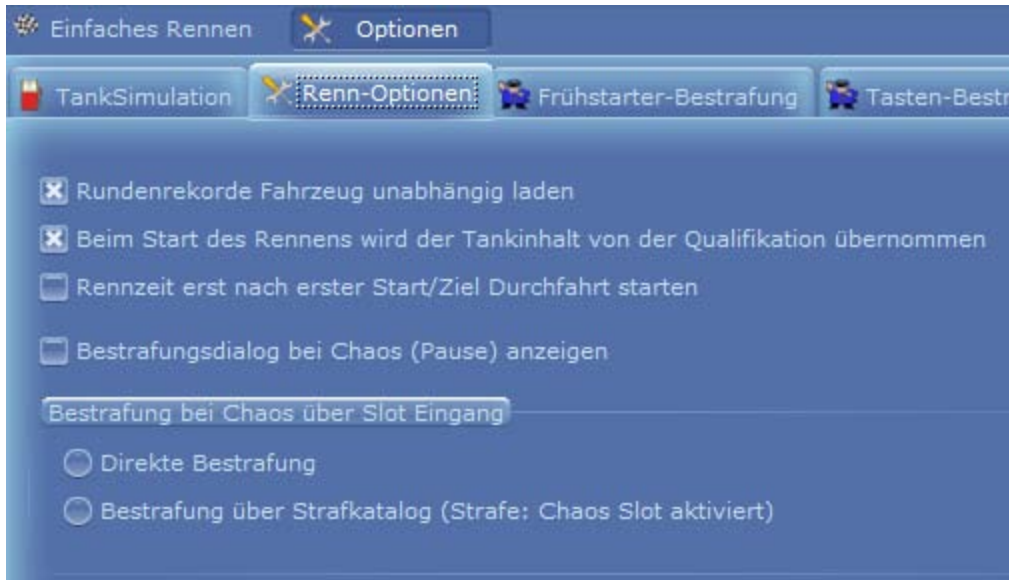 Einfaches Rennen Optionen
TankSimulation Renn-Optionen Frühstarter-Bestrafung
Rundenrekorde Fahrzeug unabhängig laden
Beim Start des Rennens wird der Tankinhalt von der Qualifikation übernommen
Rennzeit erst nach erster Start/Ziel Durchfahrt starten
Bestrafungsdialog bei Chaos (Pause) anzeigen
Bestrafung bei Chaos über Slot Eingang
Direkte Bestrafung
Bestrafung über Strafkatalog (Strafe: Chaos Slot aktiviert)